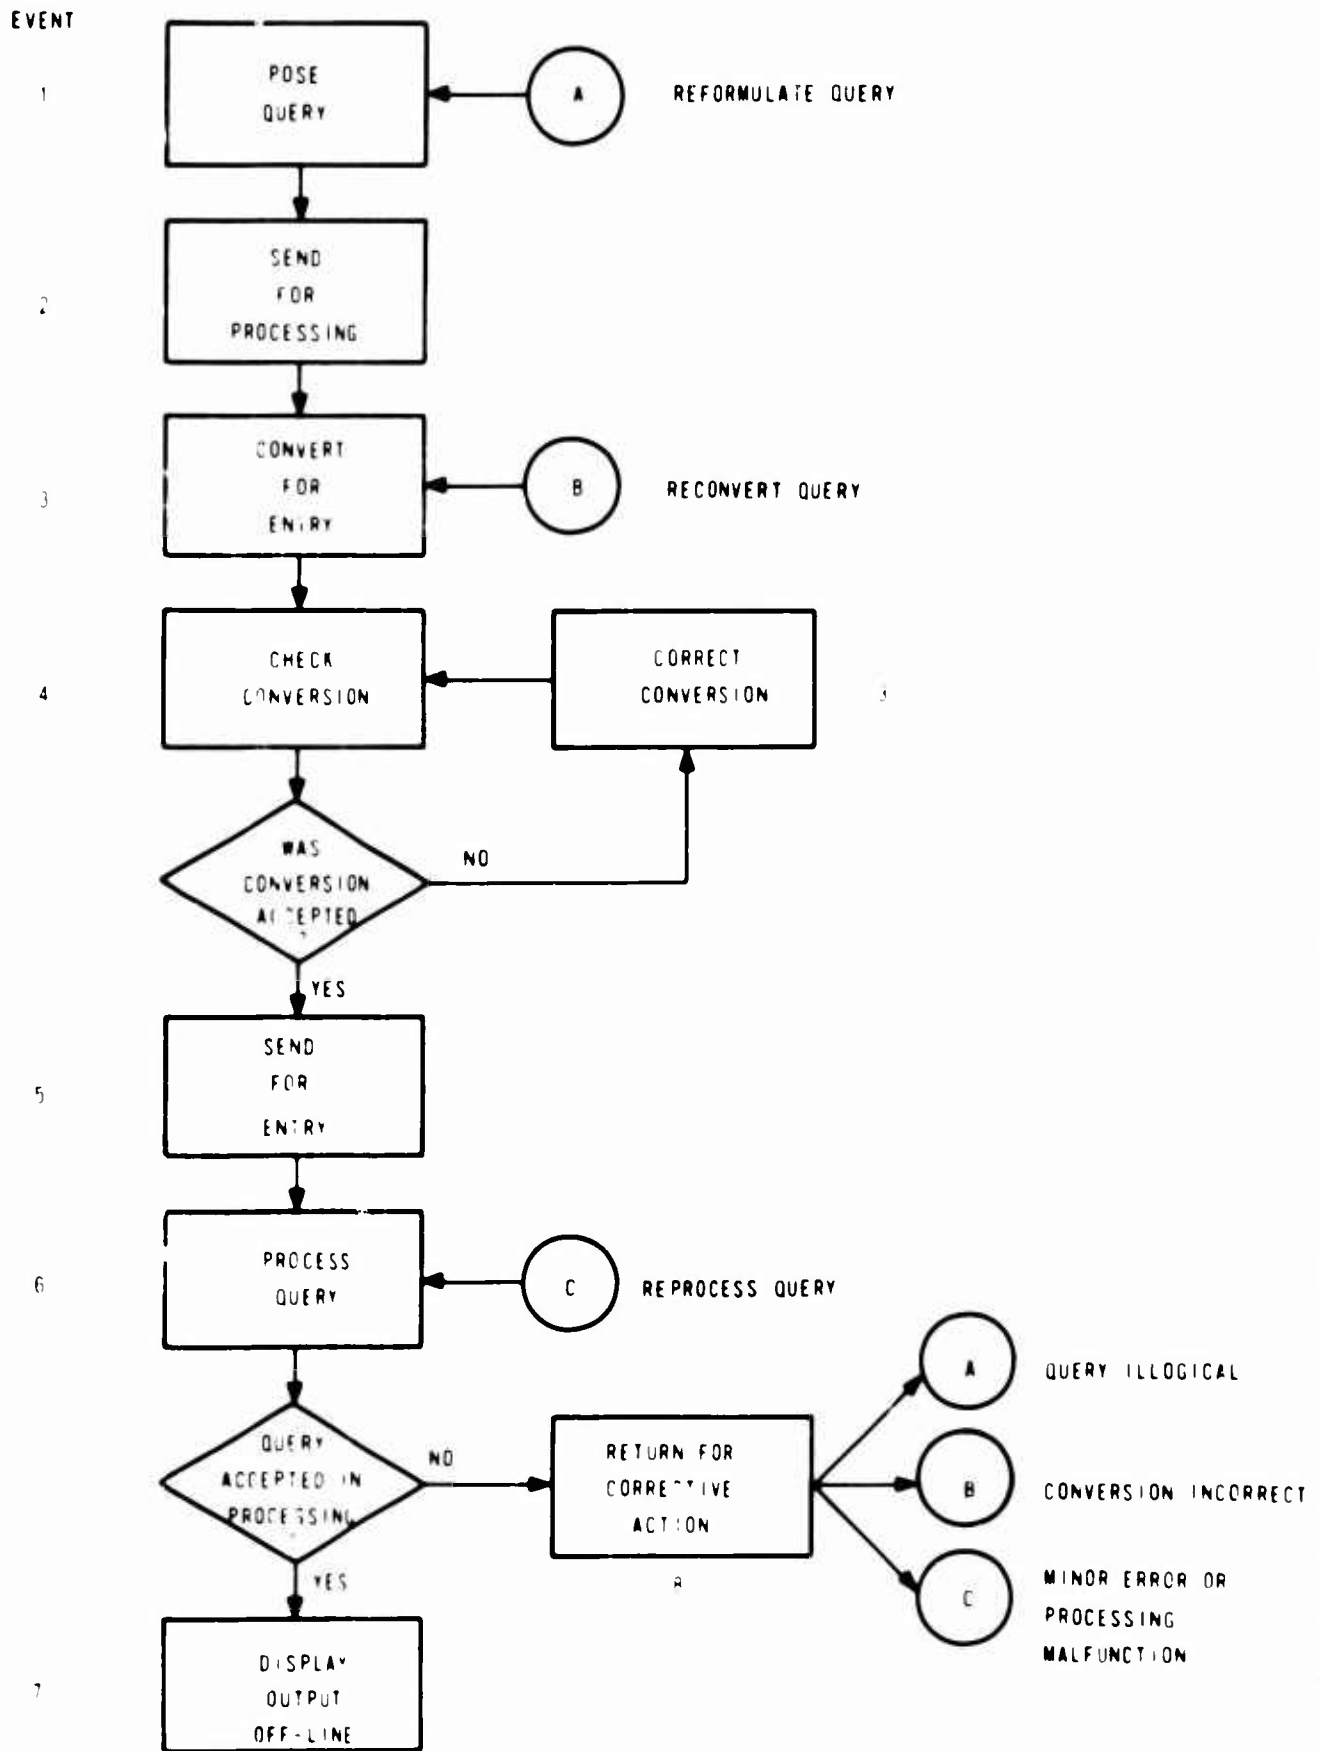 EVENT
1
POSE
QUERY
A
REFORMULATE QUERY
2
SEND
FOR
PROCESSING
3
CONVERT
FOR
ENTRY
B
RECONVERT QUERY
4
CHECK
CONVERSION
CORRECT
CONVERSION
WAS
CONVERSION
ACCEPTED
?
NO
YES
5
SEND
FOR
ENTRY
6
PROCESS
QUERY
C
REPROCESS QUERY
QUERY
ACCEPTED IN
PROCESSING
NO
YES
RETURN FOR
CORRECTIVE
ACTION
A
QUERY ILLOGICAL
B
CONVERSION INCORRECT
C
MINOR ERROR OR
PROCESSING
MALFUNCTION
7
DISPLAY
OUTPUT
OFF-LINE